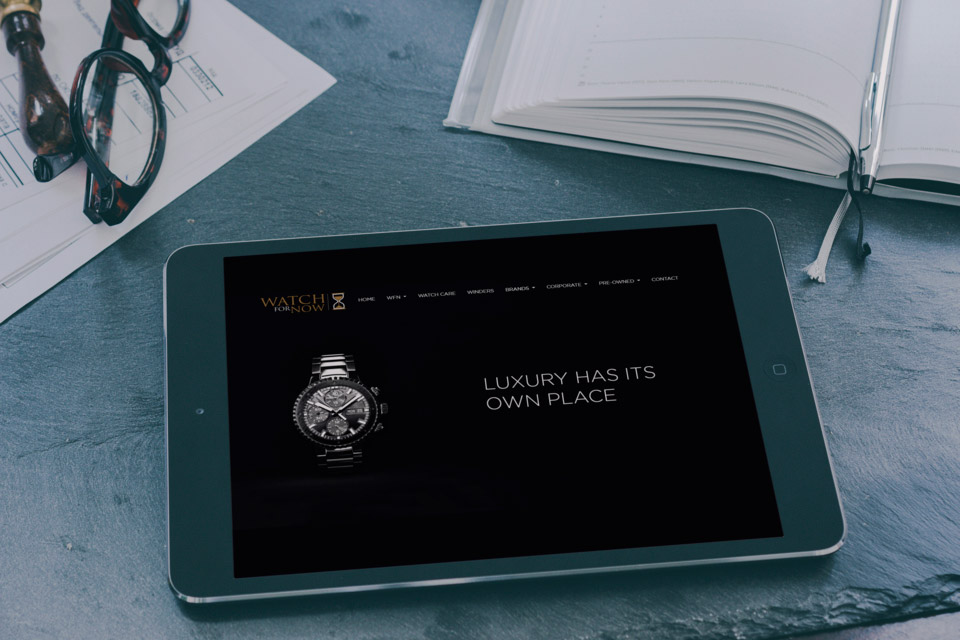 WATCH
FOR NOW
HOME WFN WATCH CARE WINDERS BRANDS CORPORATE PRE-OWNED CONTACT
LUXURY HAS ITS
OWN PLACE